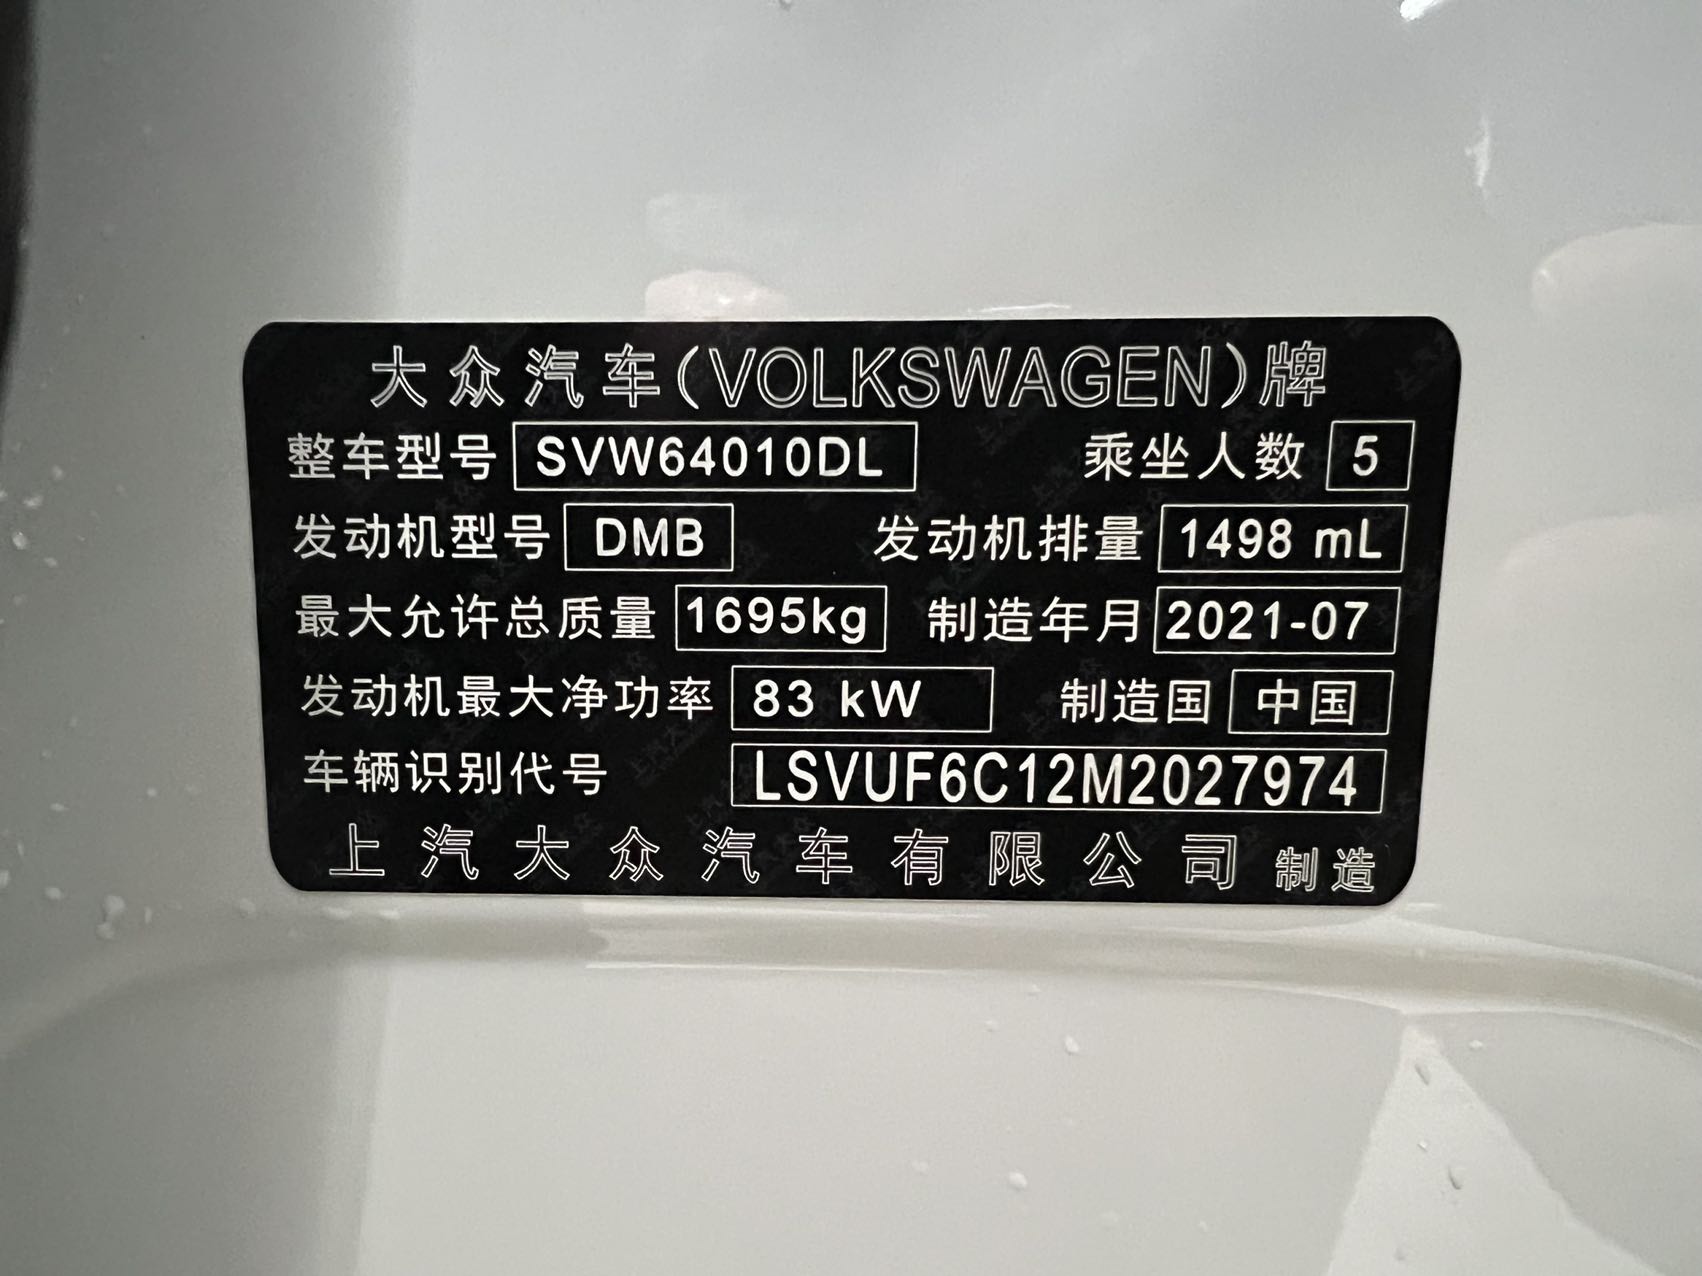 大众汽车(VOLKSWAGEN)牌
整车型号 SVW64010DL 乘坐人数 5
发动机型号 DMB 发动机排量 1498 mL
最大允许总质量 1695kg 制造年月 2021-07
发动机最大净功率 83 kW 制造国 中国
车辆识别代号 LSVUF6C12M2027974
上汽大众汽车有限公司 制造